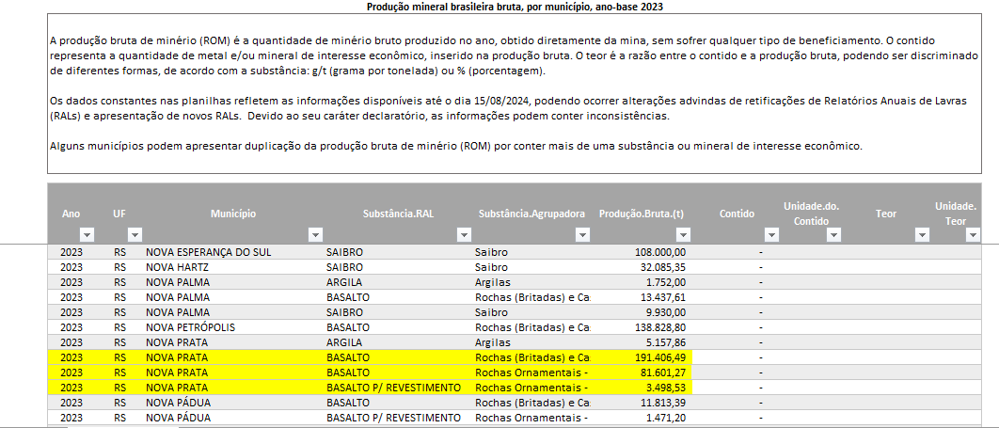 Produção mineral brasileira bruta, por município, ano-base 2023
A produção bruta de minério (ROM) é a quantidade de minério bruto produzido no ano, obtido diretamente da mina, sem sofrer qualquer tipo de beneficiamento. O contido
representa a quantidade de metal e/ou mineral de interesse econômico, inserido na produção bruta. O teor é a razão entre o contido e a produção bruta, podendo ser discriminado
de diferentes formas, de acordo com a substância: g/t (grama por tonelada) ou % (porcentagem).
Os dados constantes nas planilhas refletem as informações disponíveis até o dia 15/08/2024, podendo ocorrer alterações advindas de retificações de Relatórios Anuais de Lavras
(RALs) e apresentação de novos RALs. Devido ao seu caráter declaratório, as informações podem conter inconsistências.
Alguns municípios podem apresentar duplicação da produção bruta de minério (ROM) por conter mais de uma substância ou mineral de interesse econômico.
Ano UF Município Substância.RAL Substância.Agrupadora Produção.Bruta.(t) Contido Unidade.do. Contido Teor Unidade. Teor
2023 RS NOVA ESPERANÇA DO SUL SAIBRO Saibro 108.000,00 -
2023 RS NOVA HARTZ SAIBRO Saibro 32.085,35 -
2023 RS NOVA PALMA ARGILA Argilas 1.752,00 -
2023 RS NOVA PALMA BASALTO Rochas (Britadas) e Ca 13.437,61 -
2023 RS NOVA PALMA SAIBRO Saibro 9.930,00 -
2023 RS NOVA PETRÓPOLIS BASALTO Rochas (Britadas) e Ca 138.828,80 -
2023 RS NOVA PRATA ARGILA Argilas 5.157,86 -
2023 RS NOVA PRATA BASALTO Rochas (Britadas) e Ca 191.406,49 -
2023 RS NOVA PRATA BASALTO Rochas Ornamentais - 81.601,27 -
2023 RS NOVA PRATA BASALTO P/ REVESTIMENTO Rochas Ornamentais - 3.498,53 -
2023 RS NOVA PÁDUA BASALTO Rochas (Britadas) e Ca 11.813,39 -
2023 RS NOVA PÁDUA BASALTO P/ REVESTIMENTO Rochas Ornamentais - 1.471,20 -